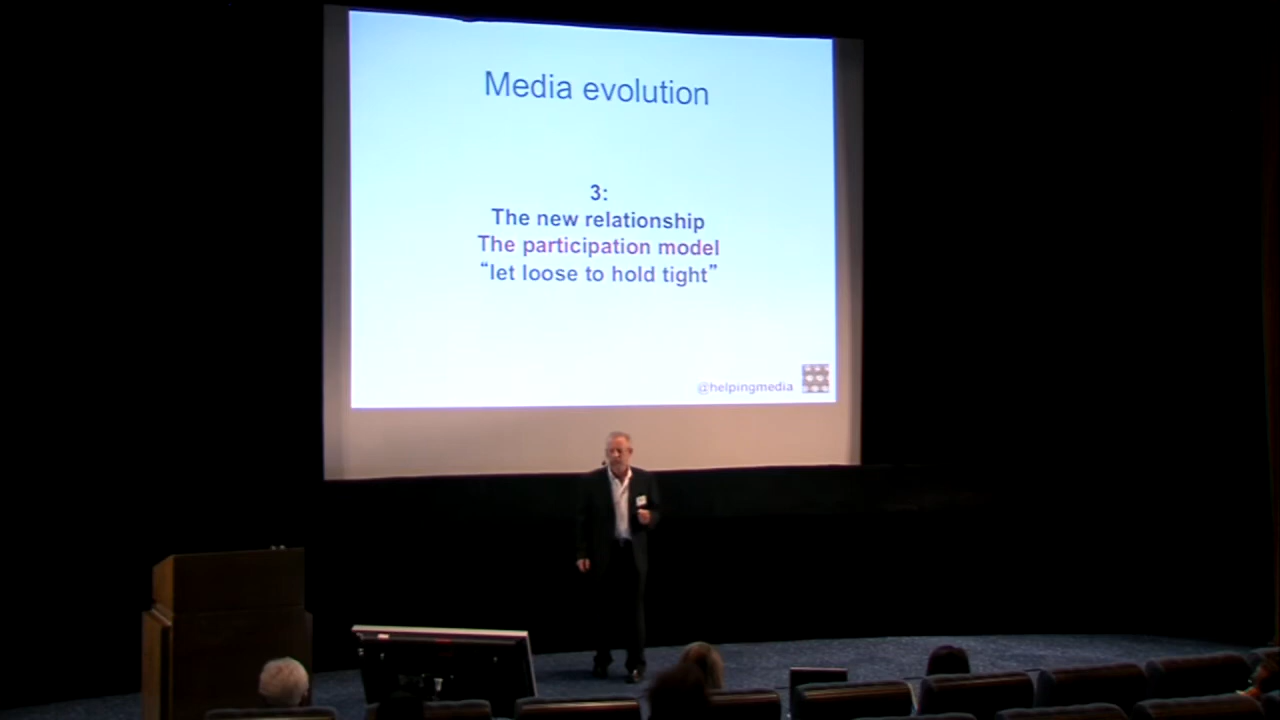 Media evolution
3:
The new relationship
The participation model
“let loose to hold tight”
@helpingmedia